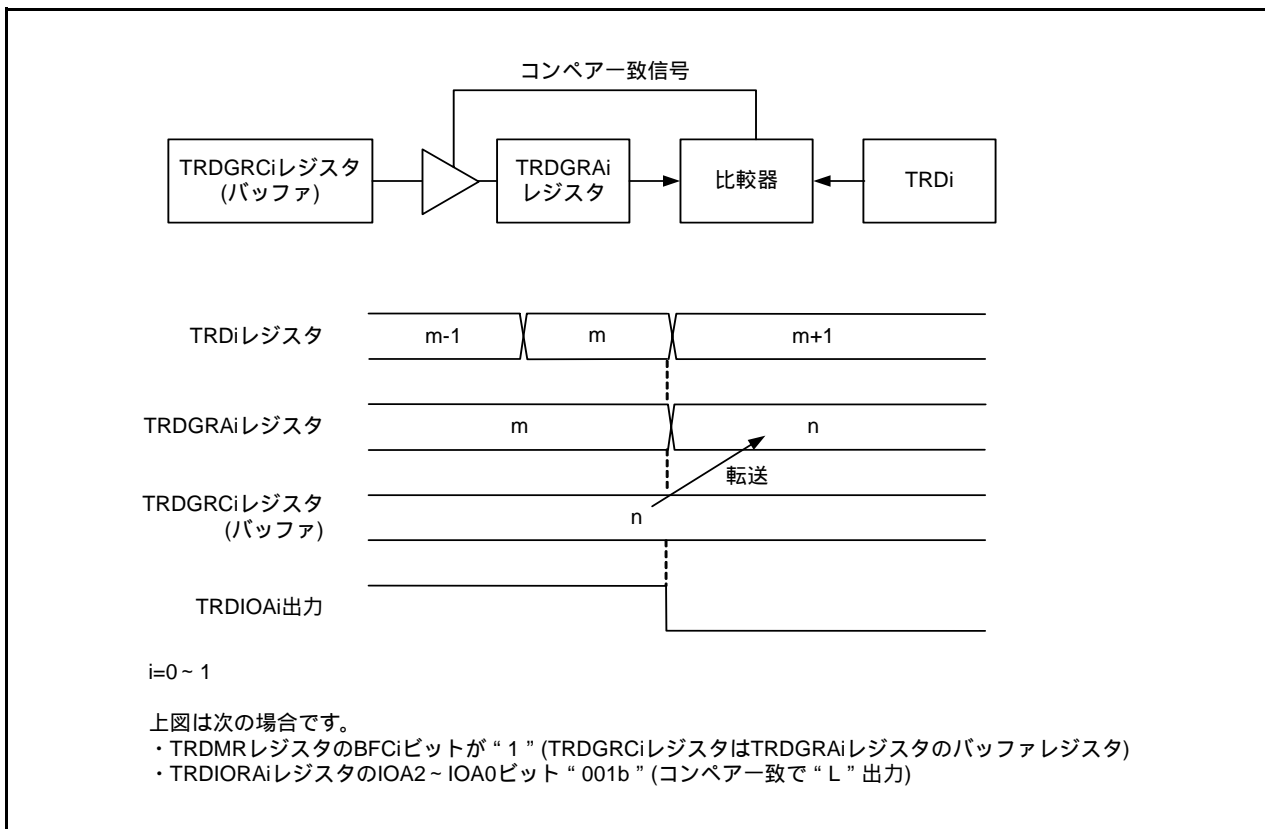 コンペア一致信号
TRDGRCiレジスタ
(バッファ)
TRDGRAi
レジスタ
比較器
TRDi
TRDiレジスタ
m-1
m
m+1
TRDGRAiレジスタ
m
n
転送
TRDGRCiレジスタ
(バッファ)
n
TRDIOAi出力
i=0~1
上図は次の場合です。
・TRDMRレジスタのBFCiビットが“1”(TRDGRCiレジスタはTRDGRAiレジスタのバッファレジスタ)
・TRDIORAiレジスタのIOA2~IOA0ビット“001b”(コンペア一致で“L”出力)